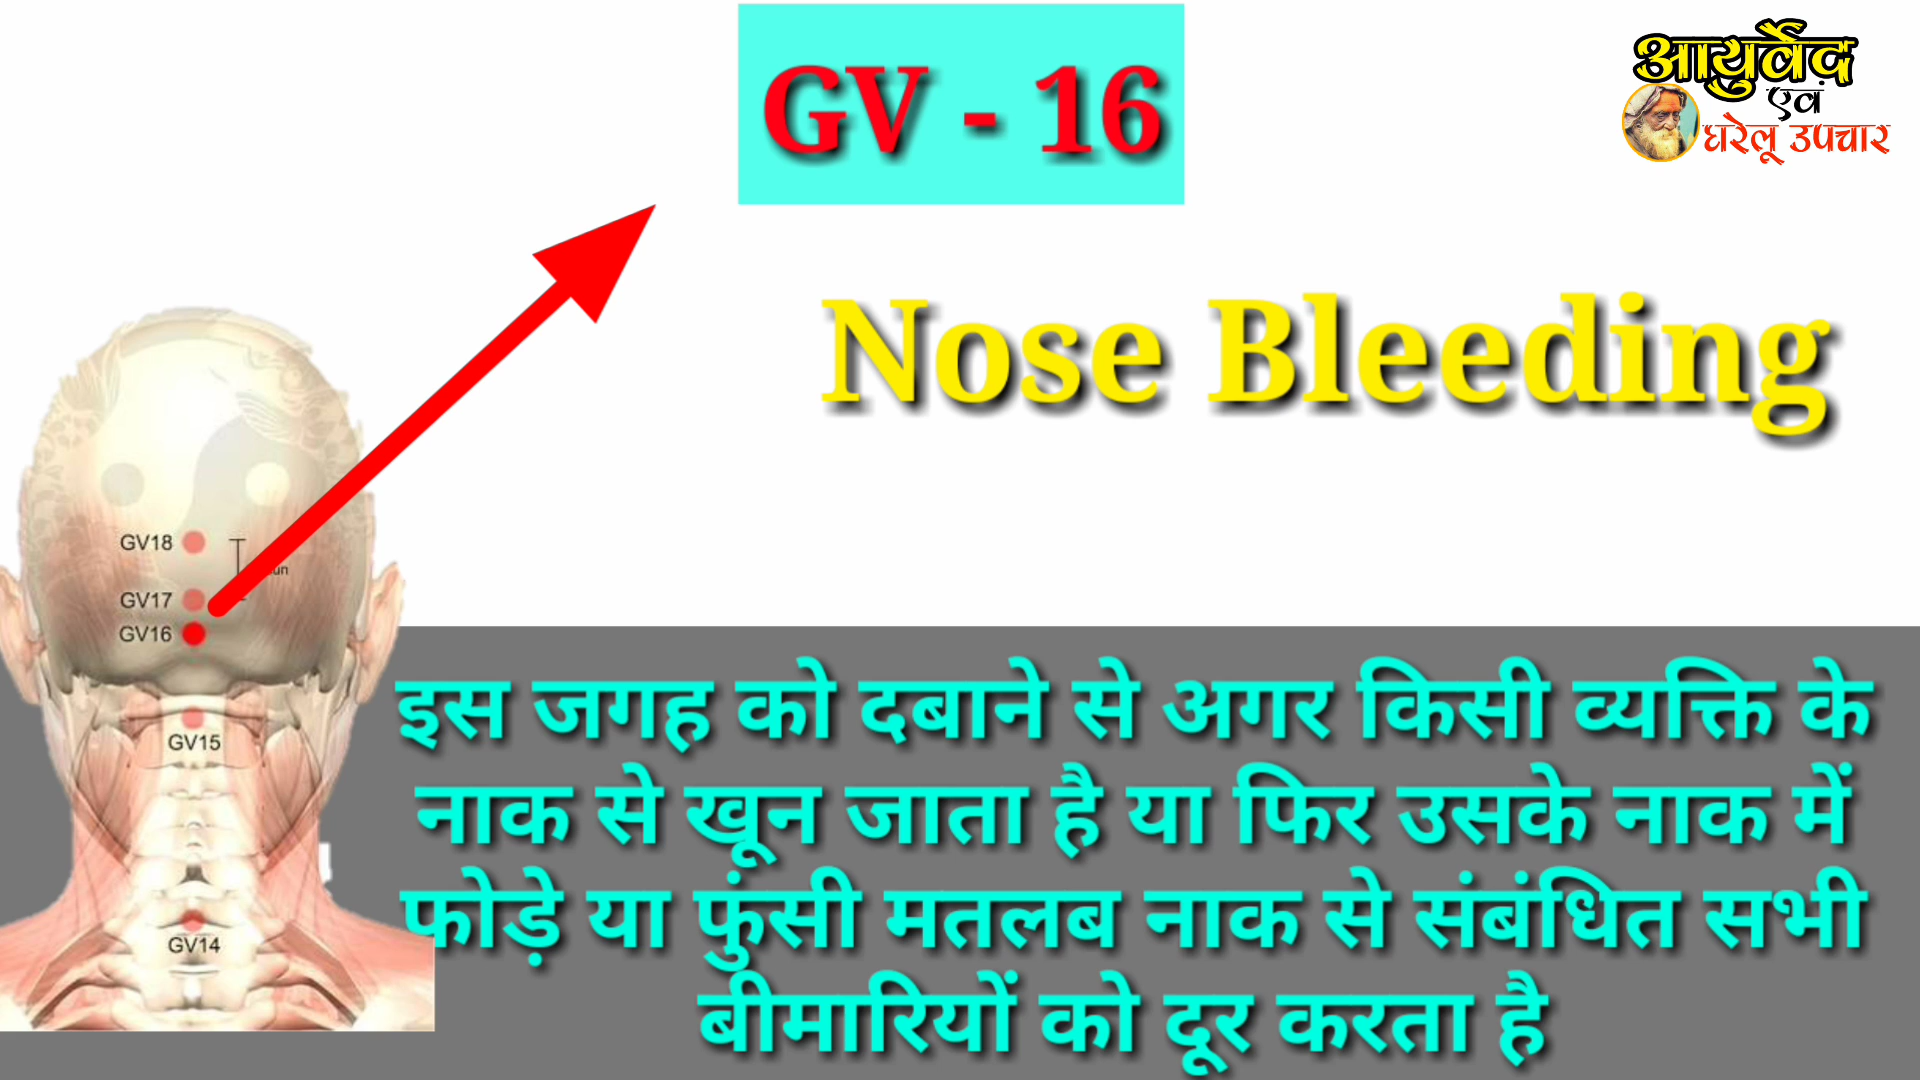 GV - 16
आयुर्वेद
एवं
घरेलू उपचार
Nose Bleeding
GV18
GV17
GV16
GV15
GV14
इस जगह को दबाने से अगर किसी व्यक्ति के
नाक से खून जाता है या फिर उसके नाक में
फोड़े या फुंसी मतलब नाक से संबंधित सभी
बीमारियों को दूर करता है